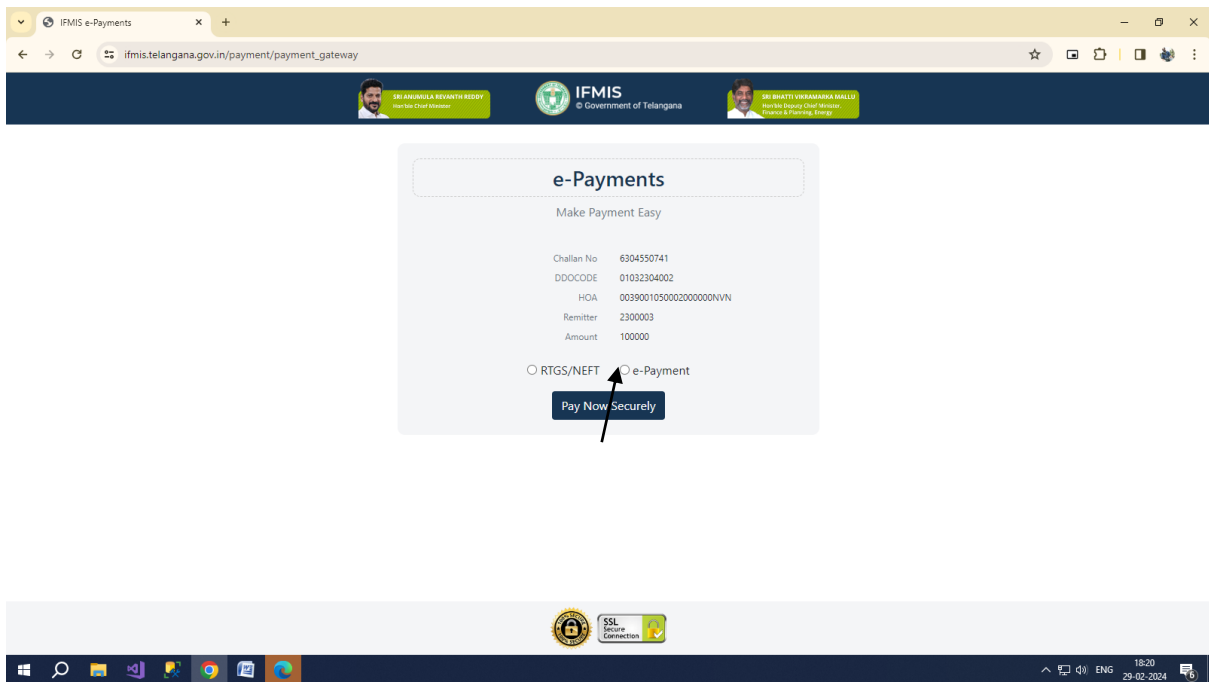 IFMIS e-Payments
ifmis.telangana.gov.in/payment/payment_gateway
SRI ANUMULA REVANTH REDDY
Hon'ble Chief Minister
IFMIS
© Government of Telangana
SRI BHATTI VIKRAMARKA MALLU
Hon'ble Deputy Chief Minister.
Finance & Planning, Energy
e-Payments
Make Payment Easy
Challan No 6304550741
DDOCODE 01032304002
HOA 0039001050002000000NVN
Remitter 2300003
Amount 100000
RTGS/NEFT e-Payment
Pay Now Securely
SSL
Secure
Connection
ENG 18:20
29-02-2024
6